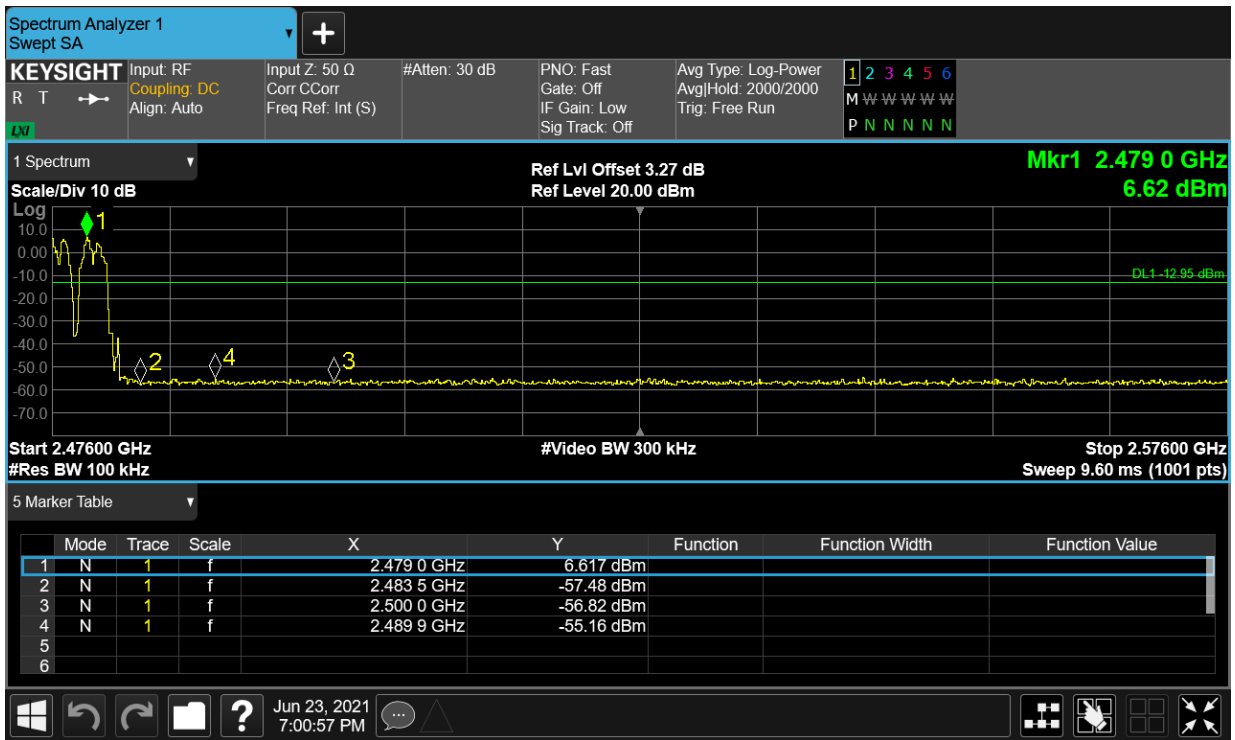 Spectrum Analyzer 1
Swept SA
+
KEYSIGHT
R T
LXI
Input: RF
Coupling: DC
Align: Auto
Input Z: 50 Ω
Corr CCorr
Freq Ref: Int (S)
#Atten: 30 dB
PNO: Fast
Gate: Off
IF Gain: Low
Sig Track: Off
Avg Type: Log-Power
Avg|Hold: 2000/2000
Trig: Free Run
1 2 3 4 5 6
M W W W W W
P N N N N N
1 Spectrum
Scale/Div 10 dB
Ref Lvl Offset 3.27 dB
Ref Level 20.00 dBm
Mkr1 2.479 0 GHz
6.62 dBm
Log
10.0
0.00
-10.0
-20.0
-30.0
-40.0
-50.0
-60.0
-70.0
1
2
4
3
DL1 -12.95 dBm
Start 2.47600 GHz
#Res BW 100 kHz
#Video BW 300 kHz
Stop 2.57600 GHz
Sweep 9.60 ms (1001 pts)
5 Marker Table
Mode Trace Scale X Y Function Function Width Function Value
1 N 1 f 2.479 0 GHz 6.617 dBm
2 N 1 f 2.483 5 GHz -57.48 dBm
3 N 1 f 2.500 0 GHz -56.82 dBm
4 N 1 f 2.489 9 GHz -55.16 dBm
5
6
?
Jun 23, 2021
7:00:57 PM